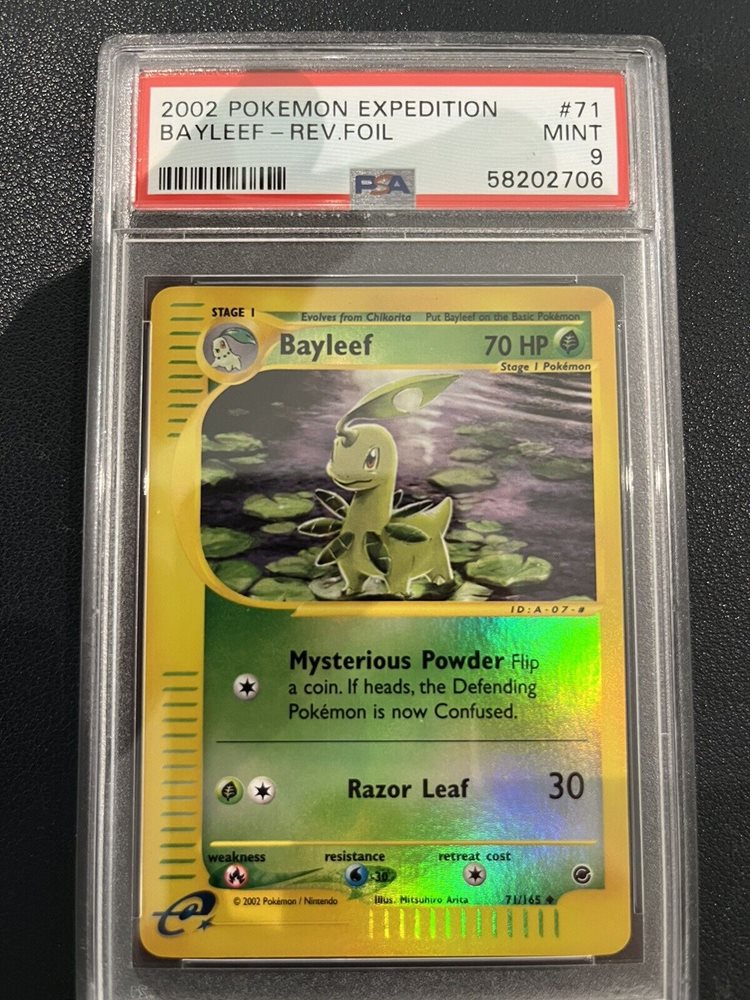 2002 POKEMON EXPEDITION #71
BAYLEEF - REV.FOIL MINT
9
PSA 58202706
STAGE 1 Evolves from Chikorita Put Bayleef on the Basic Pokémon
Bayleef 70 HP
Stage 1 Pokémon
ID:A-07-#
Mysterious Powder Flip
a coin. If heads, the Defending
Pokémon is now Confused.
Razor Leaf 30
weakness resistance retreat cost
-30
© 2002 Pokémon / Nintendo Illus. Mitsuhiro Arita 71/165
e